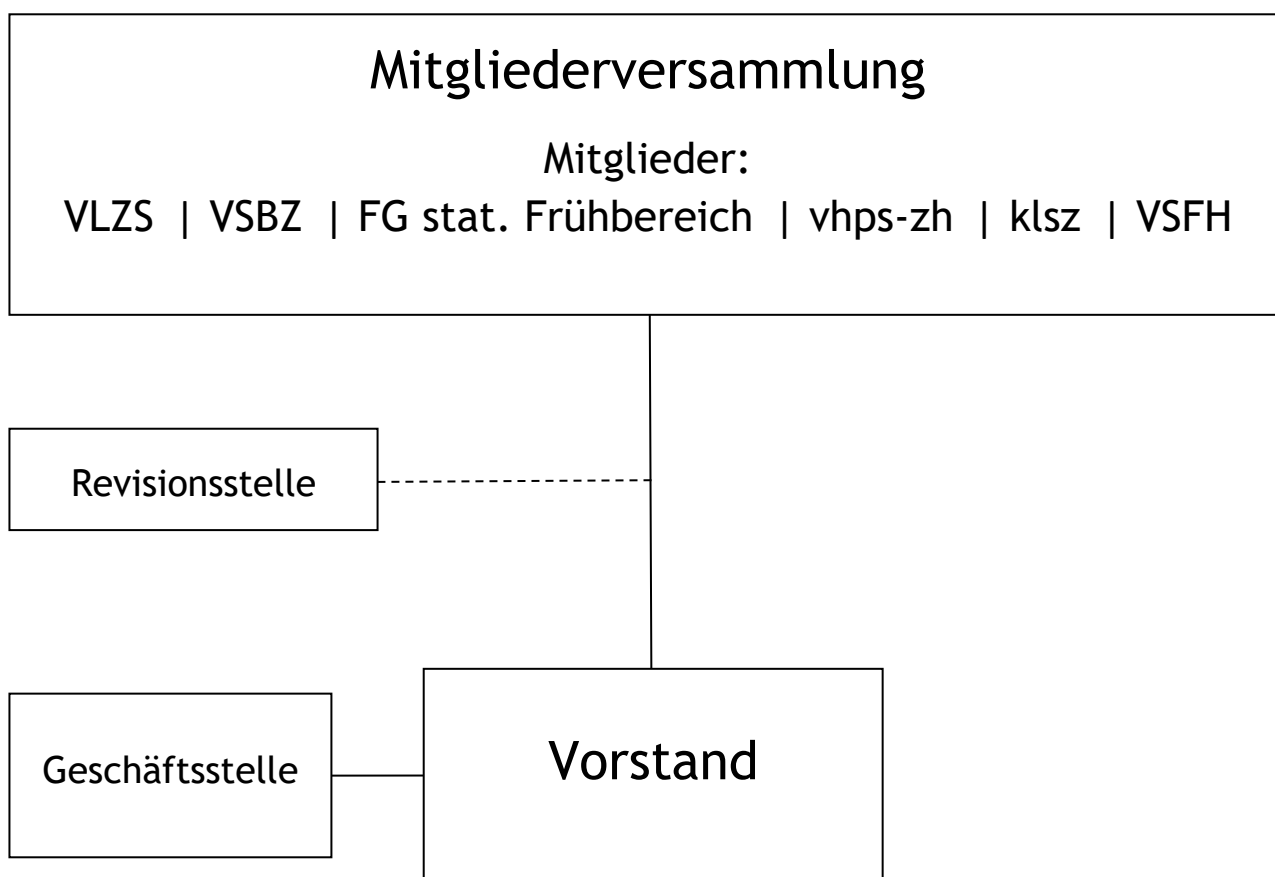 Mitgliederversammlung
Mitglieder:
VLZS | VSBZ | FG stat. Frühbereich | vhps-zh | klsz | VSFH
Revisionsstelle
Geschäftsstelle
Vorstand